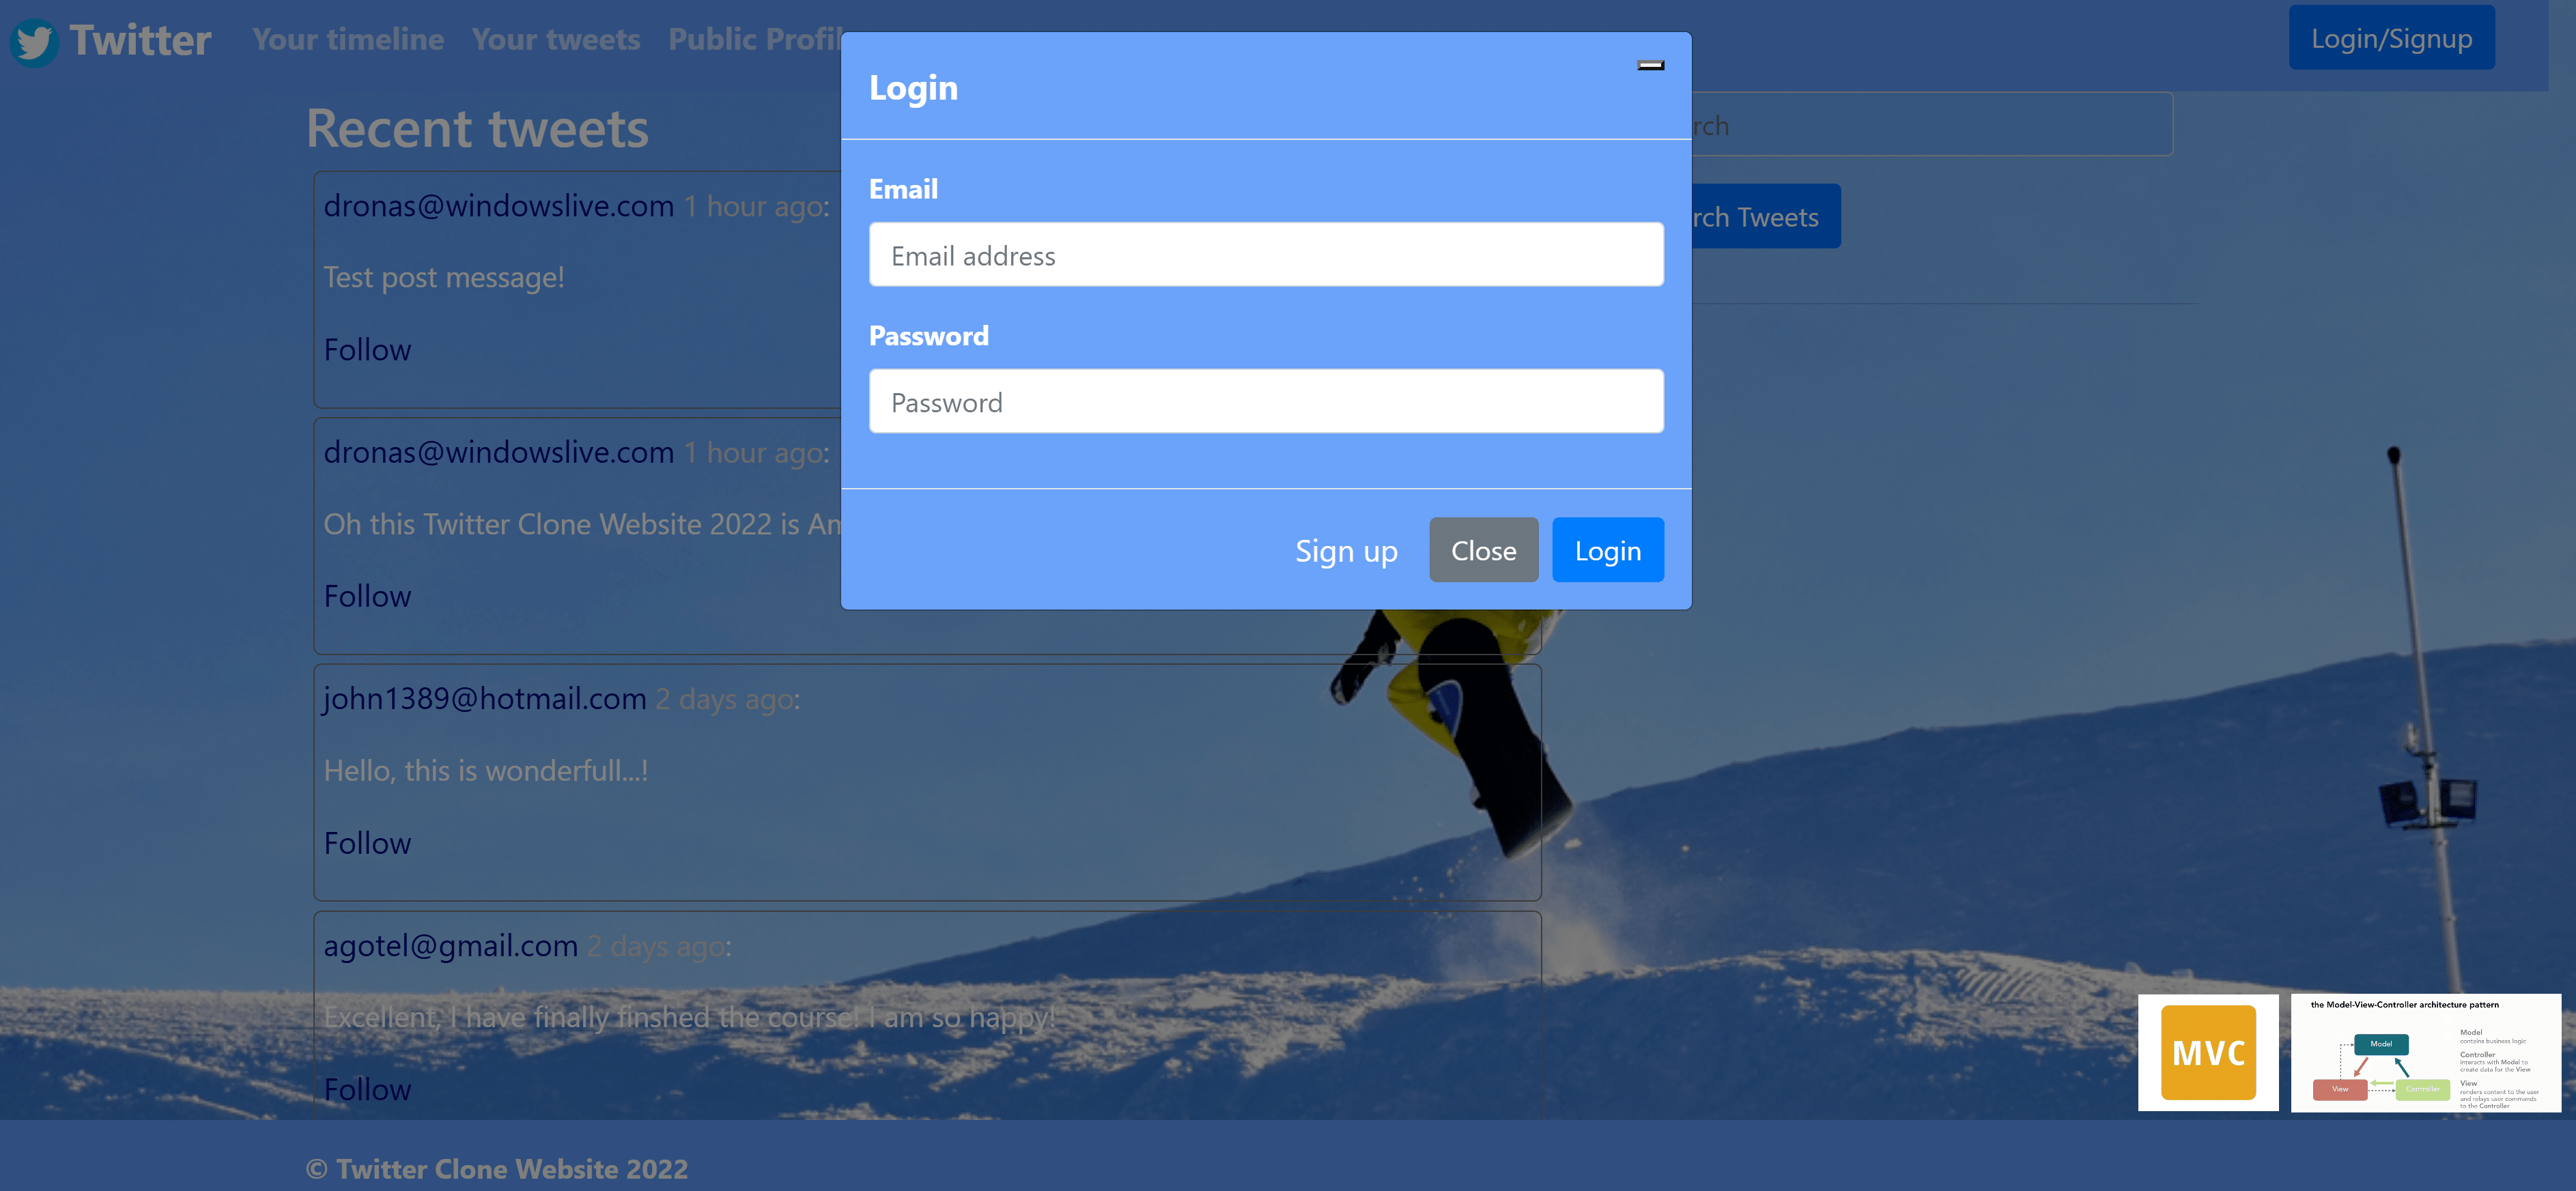 Twitter
Your timeline
Your tweets
Public Profil
Login/Signup
Login
Email
Email address
Password
Password
Sign up
Close
Login
Recent tweets
dronas@windowslive.com 1 hour ago:
Test post message!
Follow
dronas@windowslive.com 1 hour ago:
Oh this Twitter Clone Website 2022 is Am
Follow
john1389@hotmail.com 2 days ago:
Hello, this is wonderfull...!
Follow
agotel@gmail.com 2 days ago:
Excellent, I have finally finshed the course! I am so happy!
Follow
rch
rch Tweets
MVC
the Model-View-Controller architecture pattern
Model
View
Controller
Model
contains business logic
Controller
interacts with Model to
create data for the View
View
renders content to the user
and relays user commands
to the Controller
© Twitter Clone Website 2022